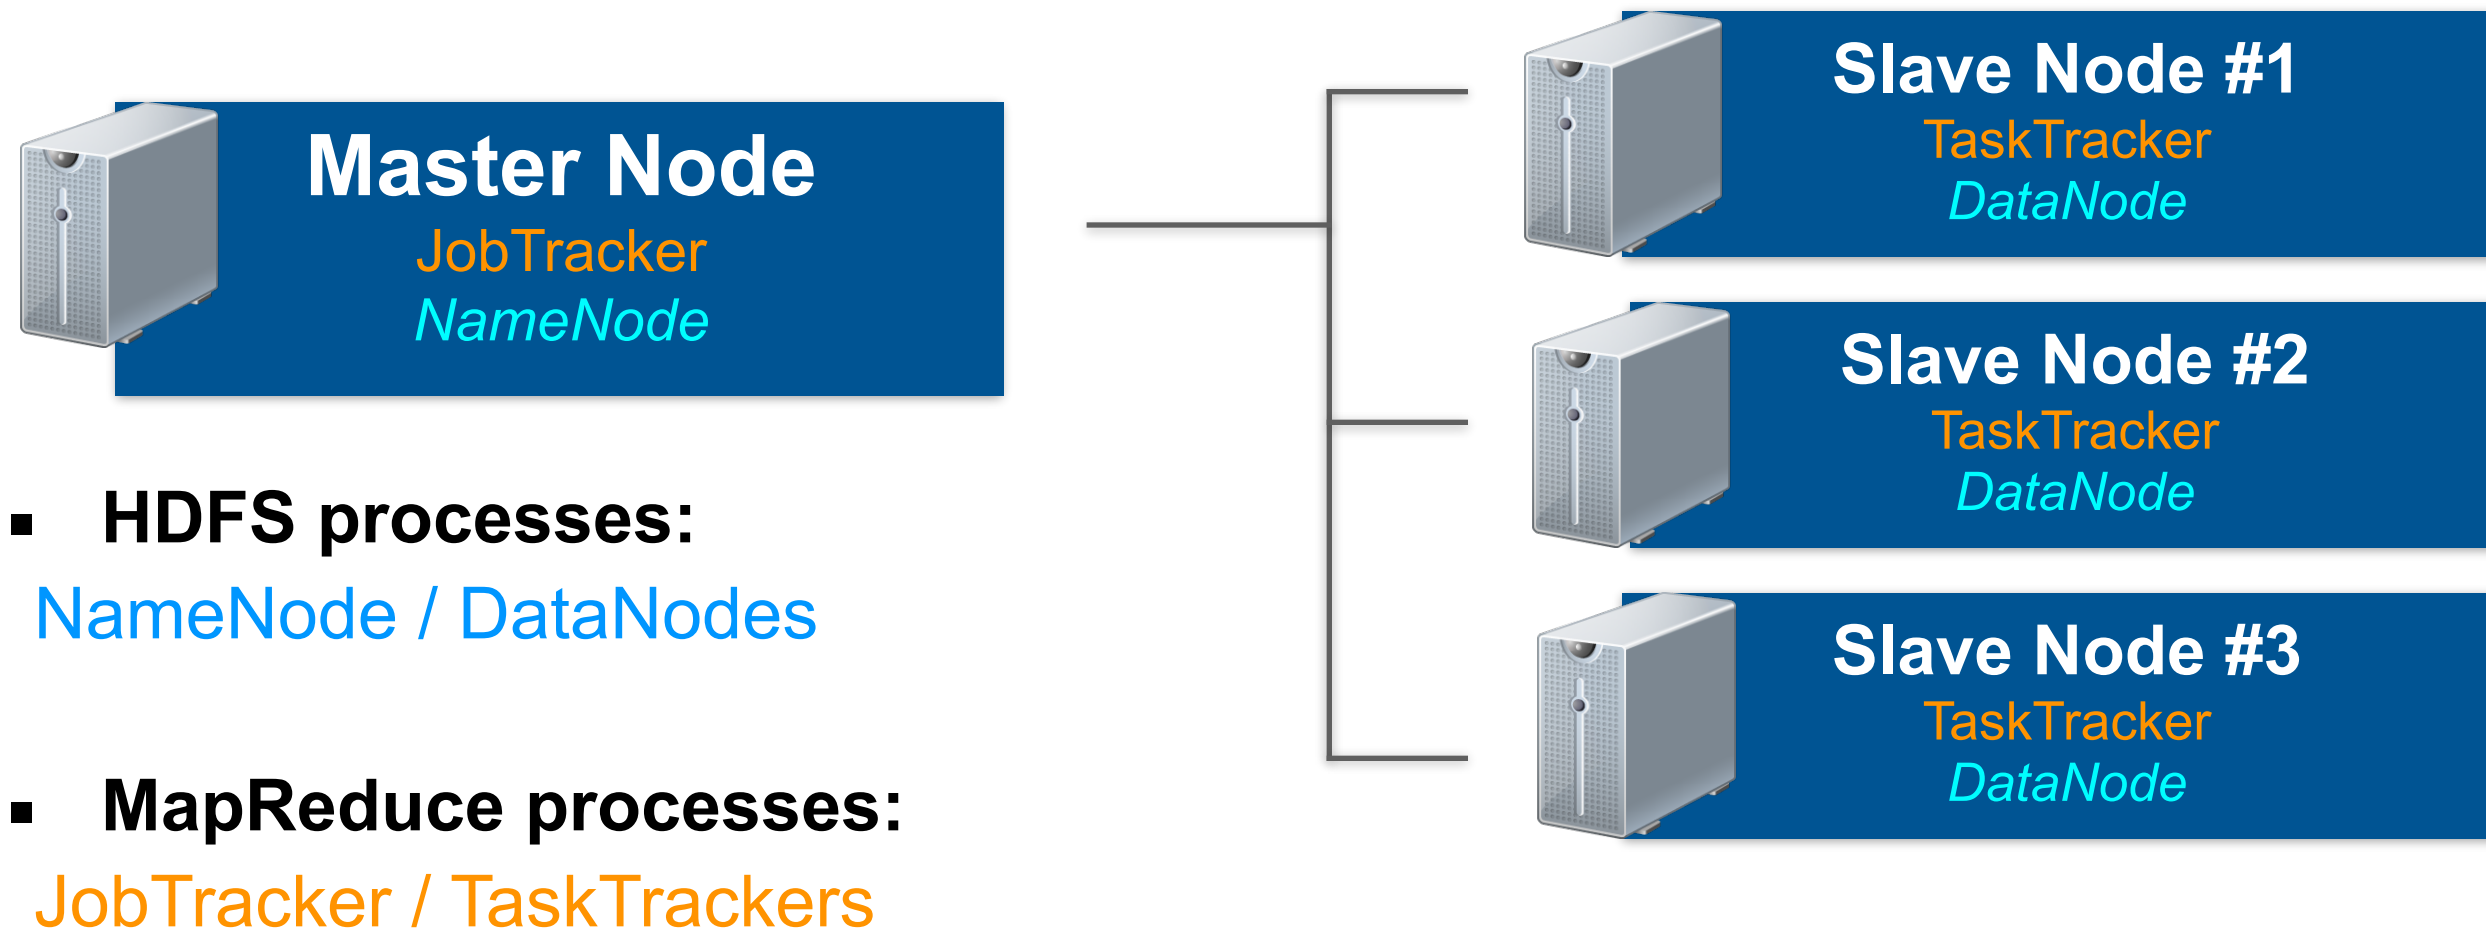 Master Node
JobTracker
NameNode
Slave Node #1
TaskTracker
DataNode
Slave Node #2
TaskTracker
DataNode
Slave Node #3
TaskTracker
DataNode
▪ HDFS processes:
NameNode / DataNodes
▪ MapReduce processes:
JobTracker / TaskTrackers